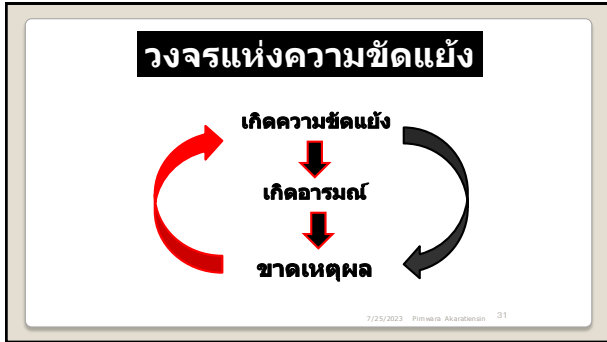 วงจรแห่งความขัดแย้ง
เกิดความขัดแย้ง
เกิดอารมณ์
ขาดเหตุผล
7/25/2023 Pimwara Akaratiensin 31